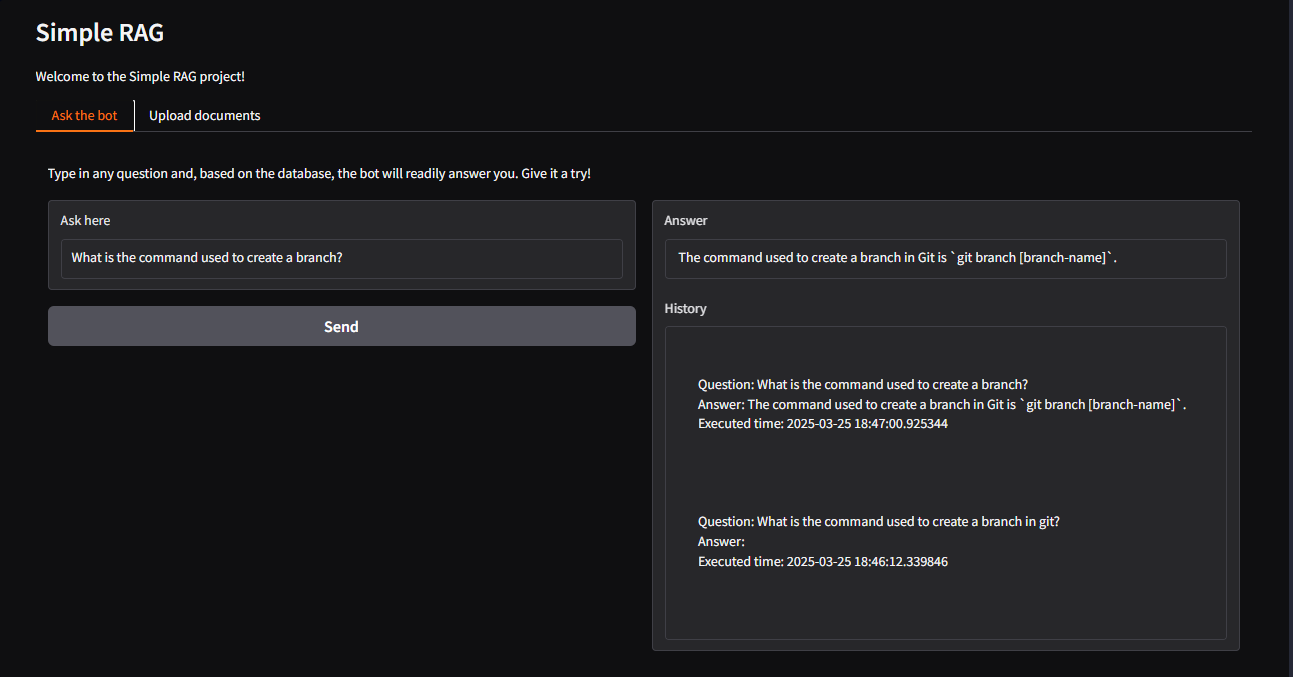 Simple RAG
Welcome to the Simple RAG project!
Ask the bot
Upload documents
Type in any question and, based on the database, the bot will readily answer you. Give it a try!
Ask here
What is the command used to create a branch?
Send
Answer
The command used to create a branch in Git is `git branch [branch-name]`.
History
Question: What is the command used to create a branch?
Answer: The command used to create a branch in Git is `git branch [branch-name]`.
Executed time: 2025-03-25 18:47:00.925344
Question: What is the command used to create a branch in git?
Answer:
Executed time: 2025-03-25 18:46:12.339846